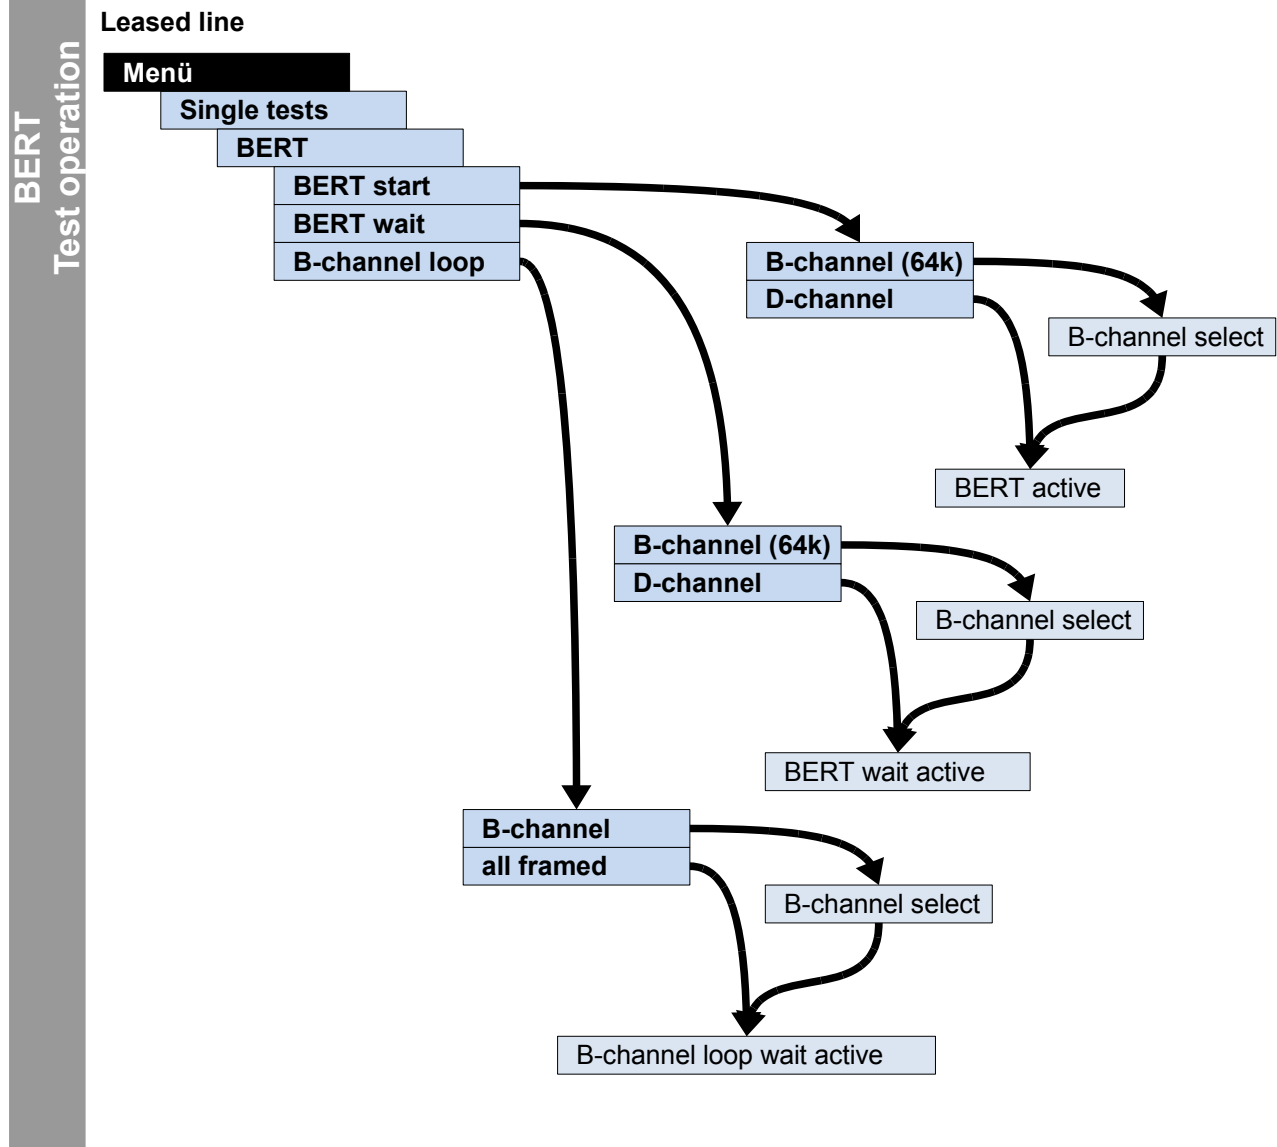 BERT
Test operation
Leased line
Menü
Single tests
BERT
BERT start
BERT wait
B-channel loop
B-channel (64k)
D-channel
B-channel select
BERT active
B-channel (64k)
D-channel
B-channel select
BERT wait active
B-channel
all framed
B-channel select
B-channel loop wait active